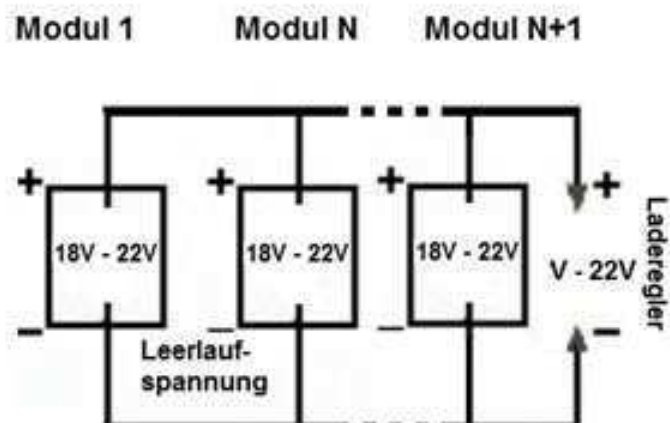 Modul 1 Modul N Modul N+1
+ + + +
18V - 22V 18V - 22V 18V - 22V V - 22V
Laderegler
– – – –
Leerlauf-
spannung